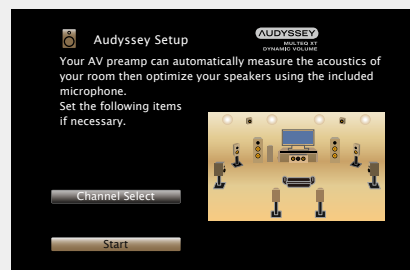 Audyssey Setup
AUDYSSEY
MULTEQ XT
DYNAMIC VOLUME
Your AV preamp can automatically measure the acoustics of
your room then optimize your speakers using the included
microphone.
Set the following items
if necessary.
Channel Select
Start